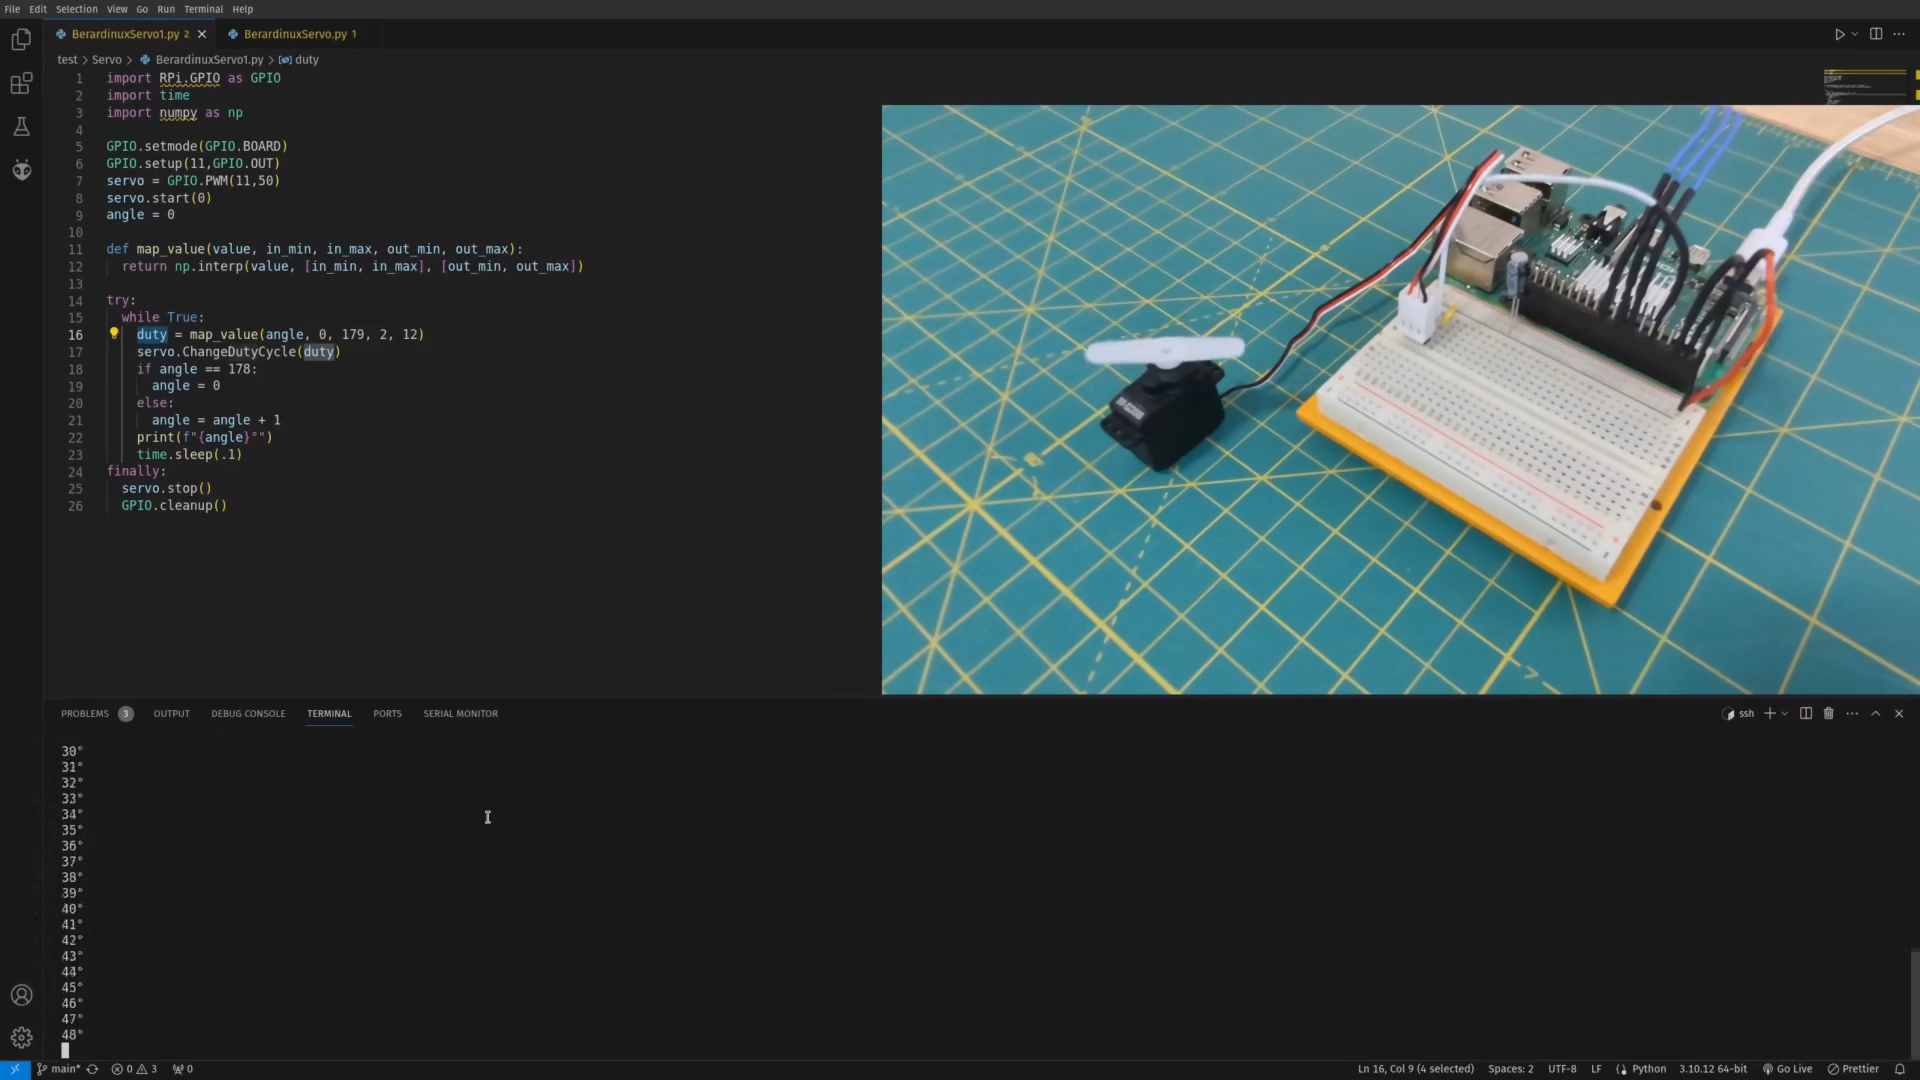 File Edit Selection View Go Run Terminal Help
BerardinuxServo1.py 2
BerardinuxServo.py 1
test > Servo > BerardinuxServo1.py > duty
1 import RPi.GPIO as GPIO
2 import time
3 import numpy as np
4
5 GPIO.setmode(GPIO.BOARD)
6 GPIO.setup(11,GPIO.OUT)
7 servo = GPIO.PWM(11,50)
8 servo.start(0)
9 angle = 0
10
11 def map_value(value, in_min, in_max, out_min, out_max):
12 return np.interp(value, [in_min, in_max], [out_min, out_max])
13
14 try:
15 while True:
16 duty = map_value(angle, 0, 179, 2, 12)
17 servo.ChangeDutyCycle(duty)
18 if angle == 178:
19 angle = 0
20 else:
21 angle = angle + 1
22 print(f"{angle}°")
23 time.sleep(.1)
24 finally:
25 servo.stop()
26 GPIO.cleanup()
PROBLEMS 3 OUTPUT DEBUG CONSOLE TERMINAL PORTS SERIAL MONITOR
ssh
30°
31°
32°
33°
34°
35°
36°
37°
38°
39°
40°
41°
42°
43°
44°
45°
46°
47°
48°
main* 0 3 0
Ln 16, Col 9 (4 selected) Spaces: 2 UTF-8 LF Python 3.10.12 64-bit Go Live Prettier